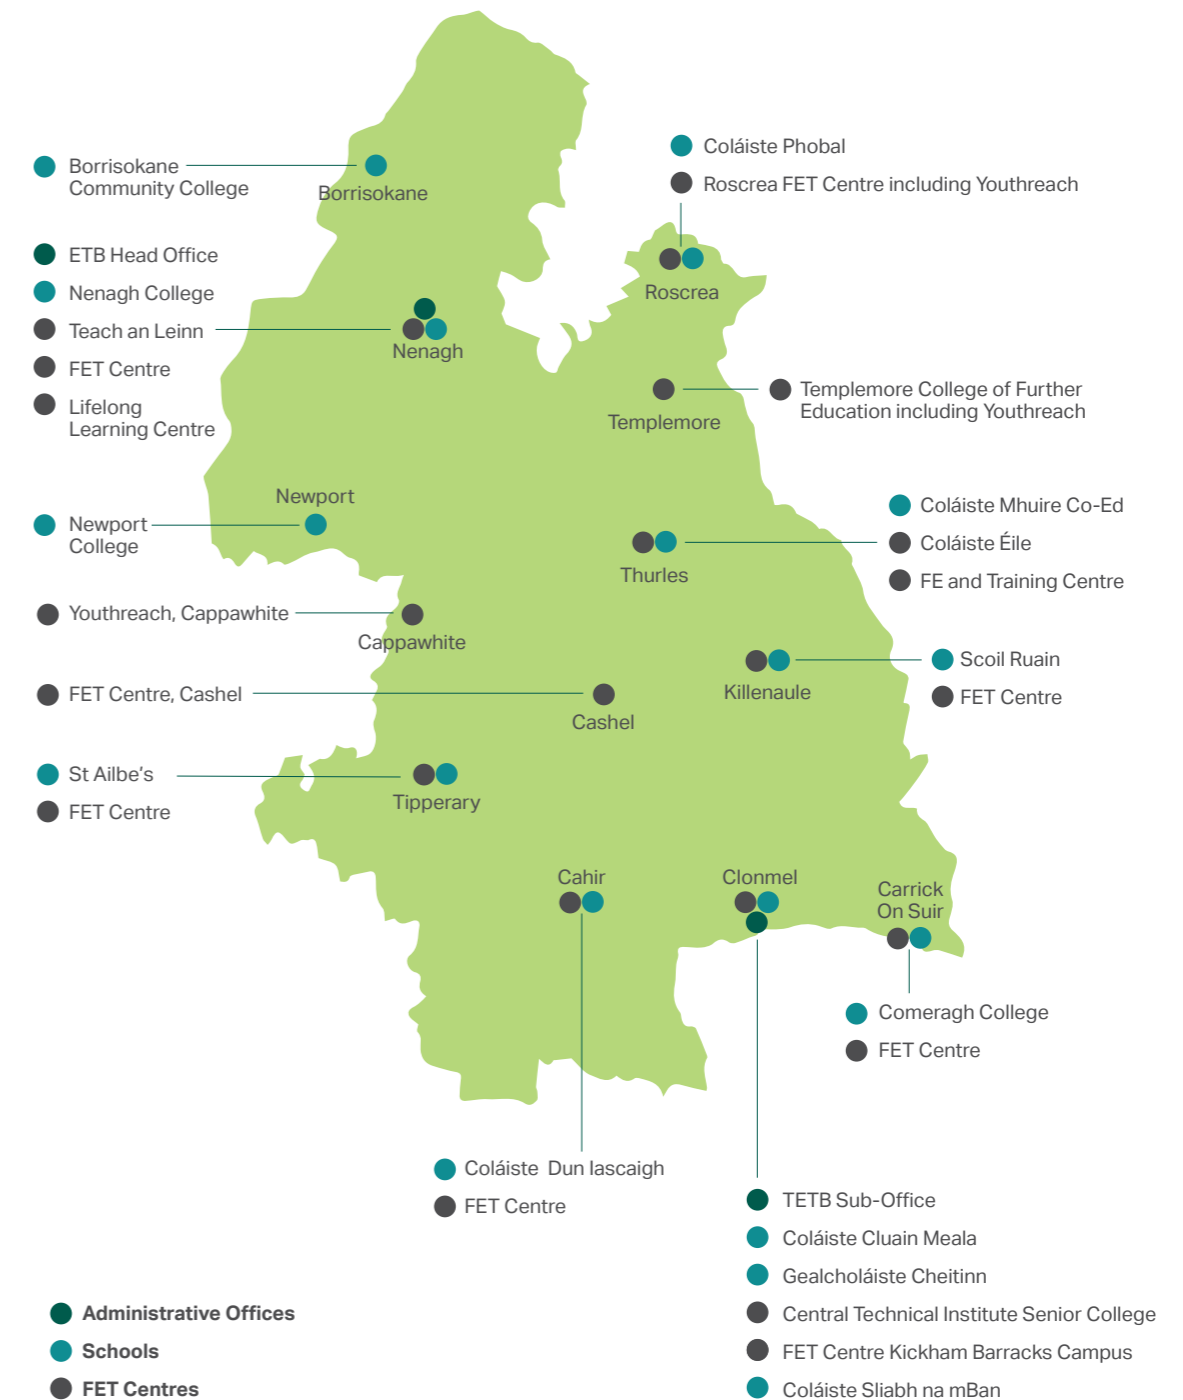 Borrisokane
Community College
Borrisokane
Coláiste Phobal
Roscrea FET Centre including Youthreach
Roscrea
ETB Head Office
Nenagh College
Teach an Leinn
FET Centre
Lifelong
Learning Centre
Nenagh
Templemore
Templemore College of Further
Education including Youthreach
Newport
Newport
College
Coláiste Mhuire Co-Ed
Coláiste Éile
FE and Training Centre
Thurles
Youthreach, Cappawhite
Cappawhite
Scoil Ruain
FET Centre
Killenaule
FET Centre, Cashel
Cashel
St Ailbe's
FET Centre
Tipperary
Cahir
Clonmel
Carrick
On Suir
Comeragh College
FET Centre
Coláiste Dun Iascaigh
FET Centre
TETB Sub-Office
Coláiste Cluain Meala
Gealcholáiste Cheitinn
Central Technical Institute Senior College
FET Centre Kickham Barracks Campus
Coláiste Sliabh na mBan
Administrative Offices
Schools
FET Centres